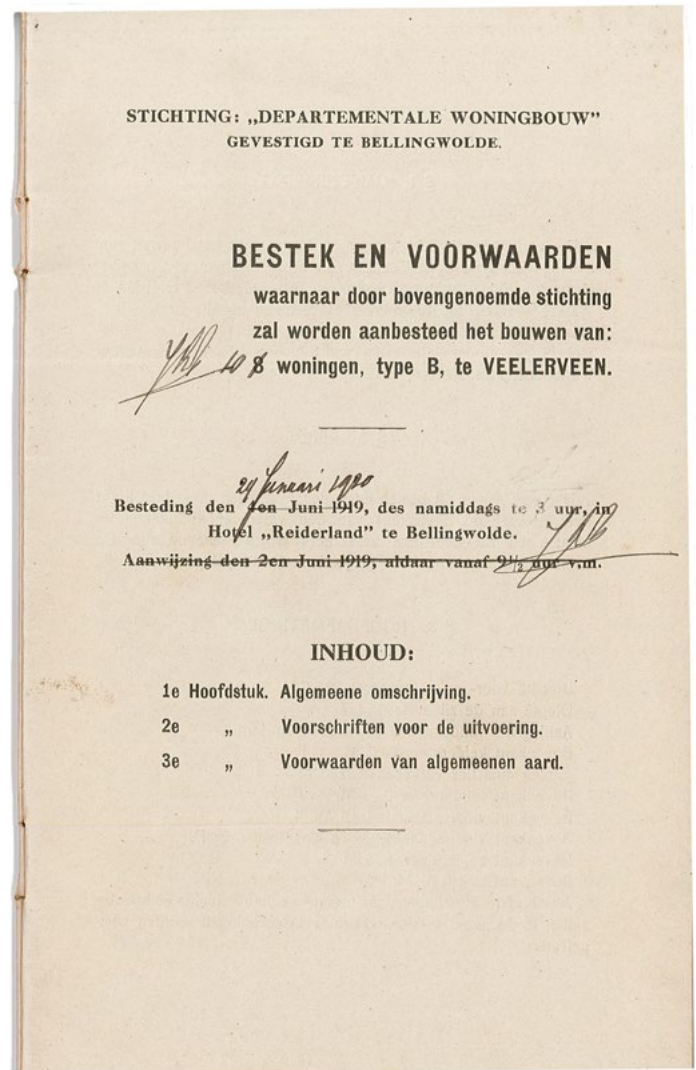 STICHTING: „DEPARTEMENTALE WONINGBOUW”
GEVESTIGD TE BELLINGWOLDE.
BESTEK EN VOORWAARDEN
waarnaar door bovengenoemde stichting
zal worden aanbesteed het bouwen van:
10 8 woningen, type B, te VEELERVEEN.
29 Januari 1920
Besteding den Juni 1919, des namiddags te 3 uur, in
Hotel „Reiderland” te Bellingwolde.
Aanwijzing den 2en Juni 1919, aldaar vanaf 9½ uur v.m.
INHOUD:
1e Hoofdstuk. Algemeene omschrijving.
2e „ Voorschriften voor de uitvoering.
3e „ Voorwaarden van algemeenen aard.